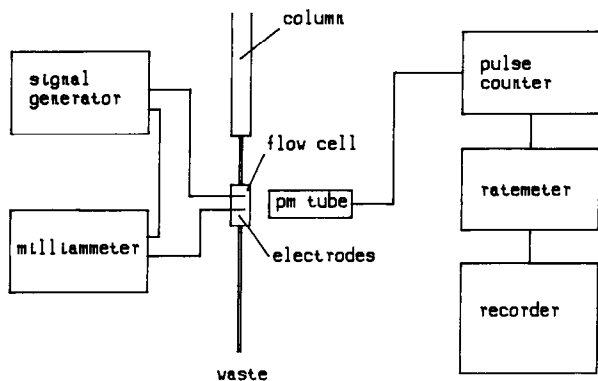 column
signal
generator
pulse
counter
flow cell
pm tube
ratemeter
milliammeter
electrodes
recorder
waste